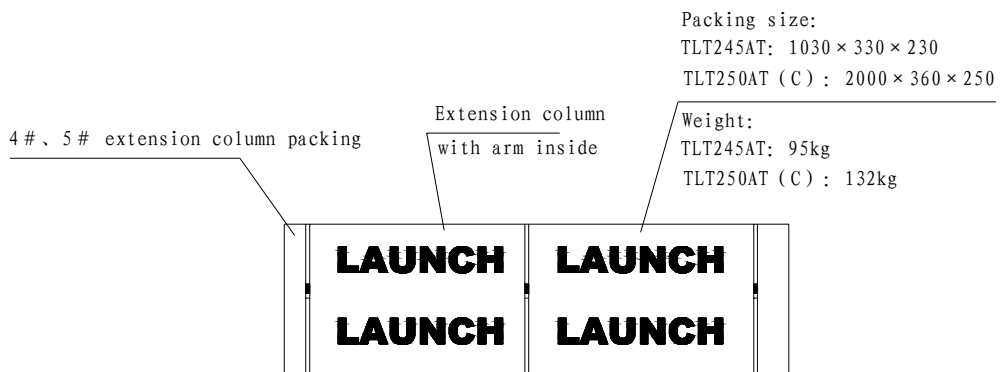 Packing size:
TLT245AT: 1030×330×230
TLT250AT(C): 2000×360×250
4#、5# extension column packing
Extension column
with arm inside
Weight:
TLT245AT: 95kg
TLT250AT(C): 132kg
LAUNCH LAUNCH
LAUNCH LAUNCH